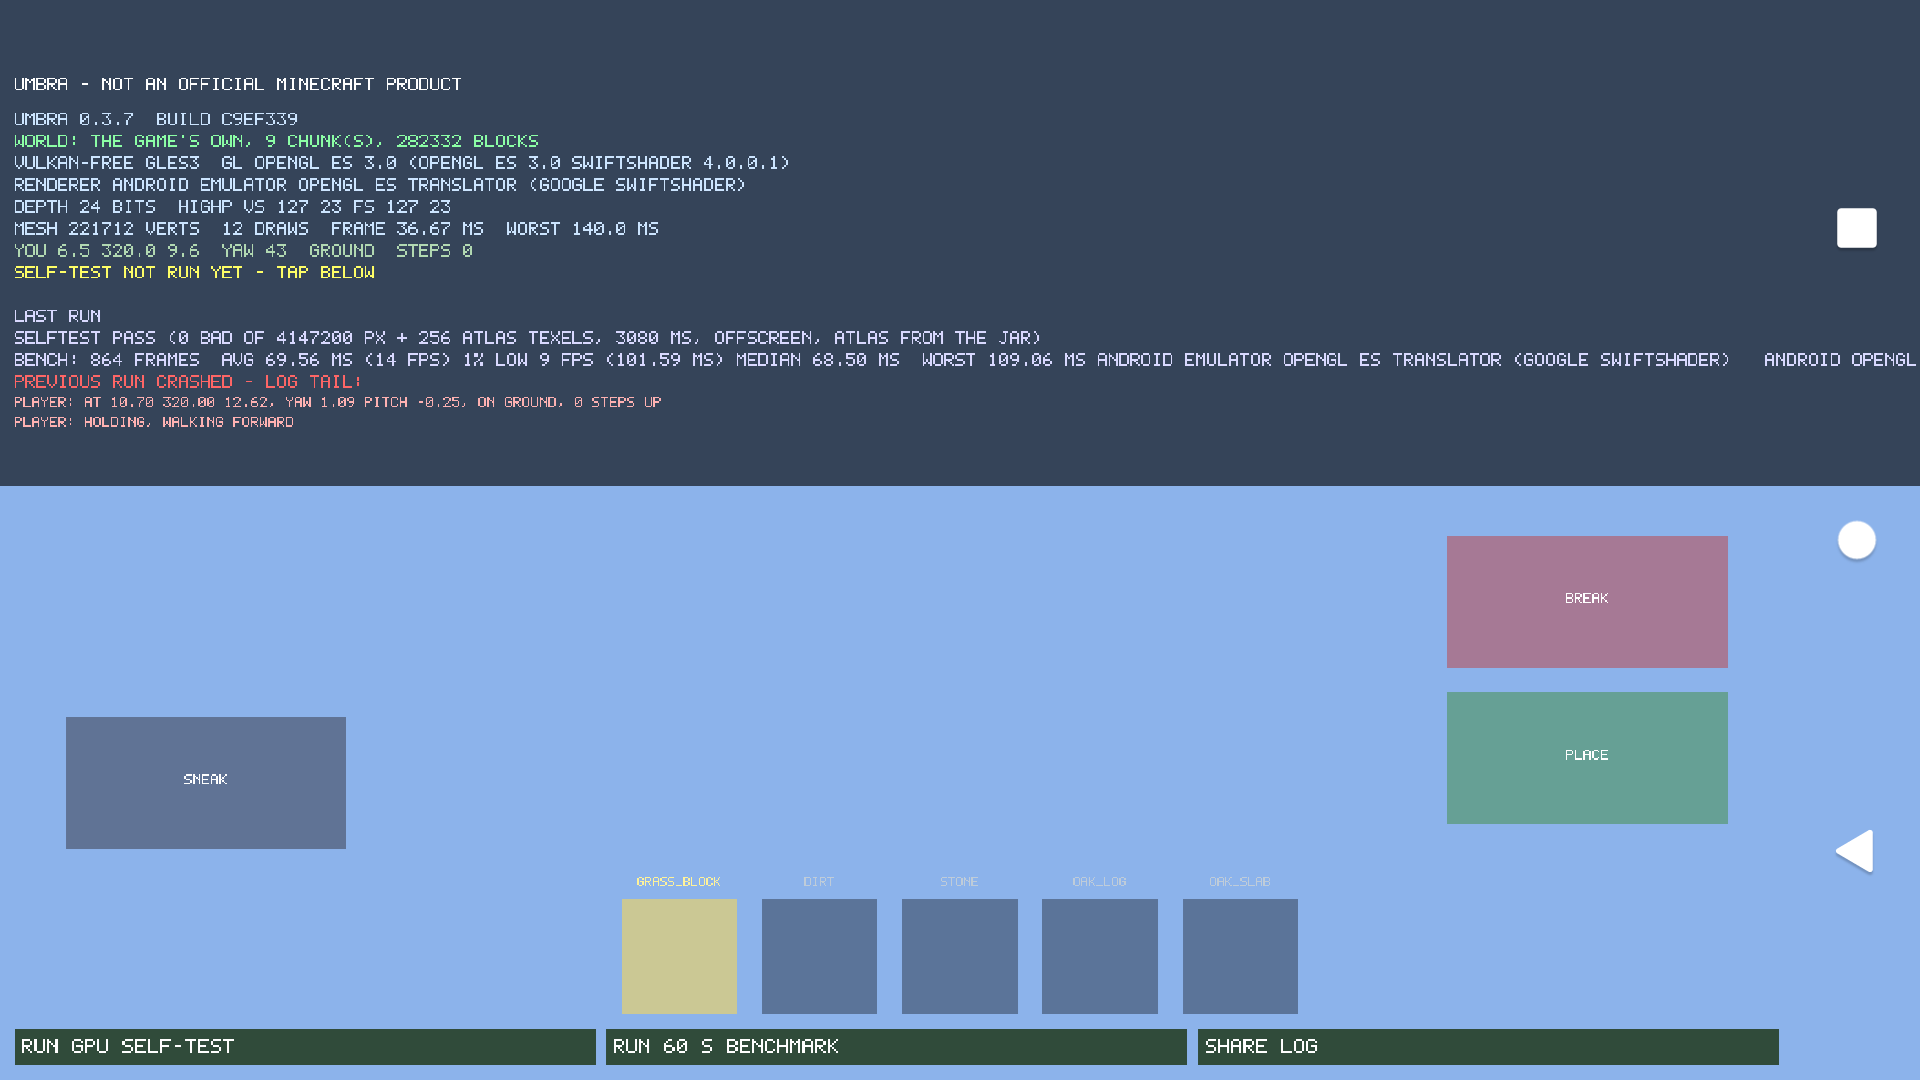 UMBRA - NOT AN OFFICIAL MINECRAFT PRODUCT
UMBRA 0.3.7  BUILD C9EF339
WORLD: THE GAME'S OWN, 9 CHUNK(S), 282332 BLOCKS
VULKAN-FREE GLES3  GL OPENGL ES 3.0 (OPENGL ES 3.0 SWIFTSHADER 4.0.0.1)
RENDERER ANDROID EMULATOR OPENGL ES TRANSLATOR (GOOGLE SWIFTSHADER)
DEPTH 24 BITS  HIGHP VS 127 23 FS 127 23
MESH 221712 VERTS  12 DRAWS  FRAME 36.67 MS  WORST 140.0 MS
YOU 6.5 320.0 9.6  YAW 43  GROUND  STEPS 0
SELF-TEST NOT RUN YET - TAP BELOW
LAST RUN
SELFTEST PASS (0 BAD OF 4147200 PX + 256 ATLAS TEXELS, 3080 MS, OFFSCREEN, ATLAS FROM THE JAR)
BENCH: 864 FRAMES  AVG 69.56 MS (14 FPS) 1% LOW 9 FPS (101.59 MS) MEDIAN 68.50 MS  WORST 109.06 MS ANDROID EMULATOR OPENGL ES TRANSLATOR (GOOGLE SWIFTSHADER)   ANDROID OPENGL
PREVIOUS RUN CRASHED - LOG TAIL:
PLAYER: AT 10.70 320.00 12.62, YAW 1.09 PITCH -0.25, ON GROUND, 0 STEPS UP
PLAYER: HOLDING, WALKING FORWARD
BREAK
PLACE
SNEAK
GRASS_BLOCK DIRT STONE OAK_LOG OAK_SLAB
RUN GPU SELF-TEST RUN 60 S BENCHMARK SHARE LOG